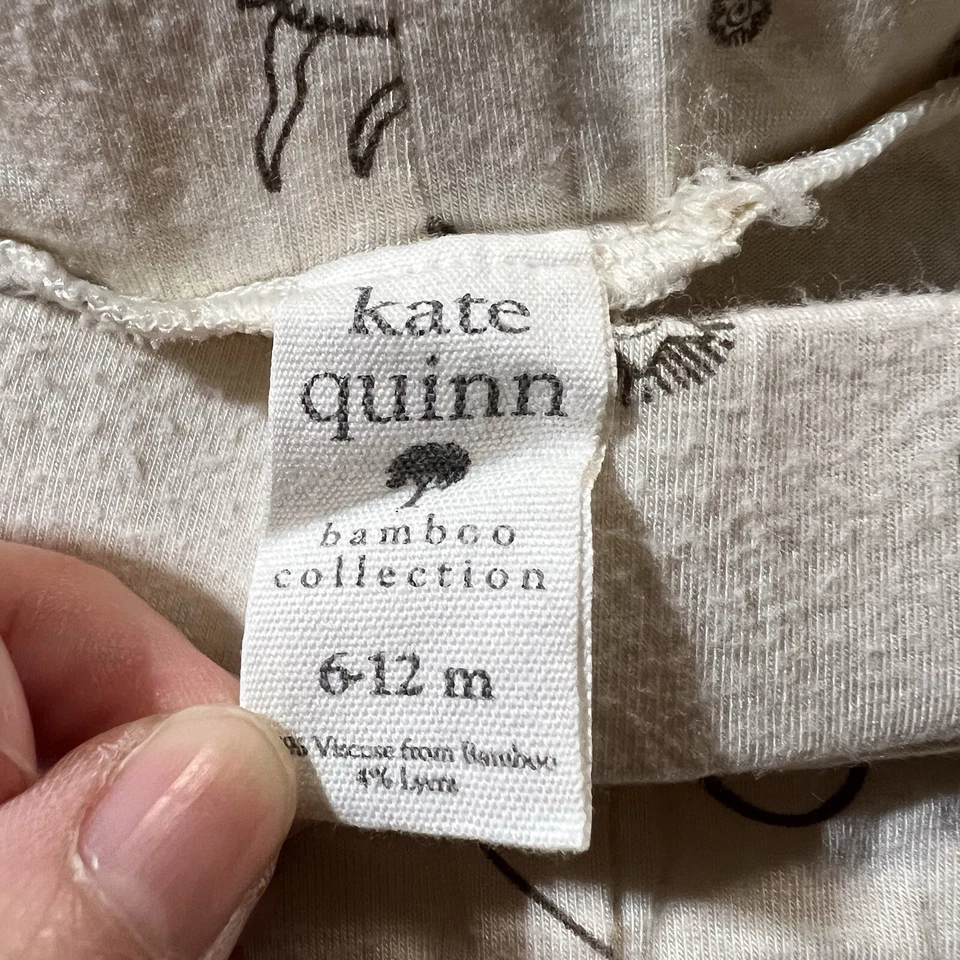 kate
quinn
bamboo
collection
6-12 m
% Viscose from Bamboo
4% Lycra